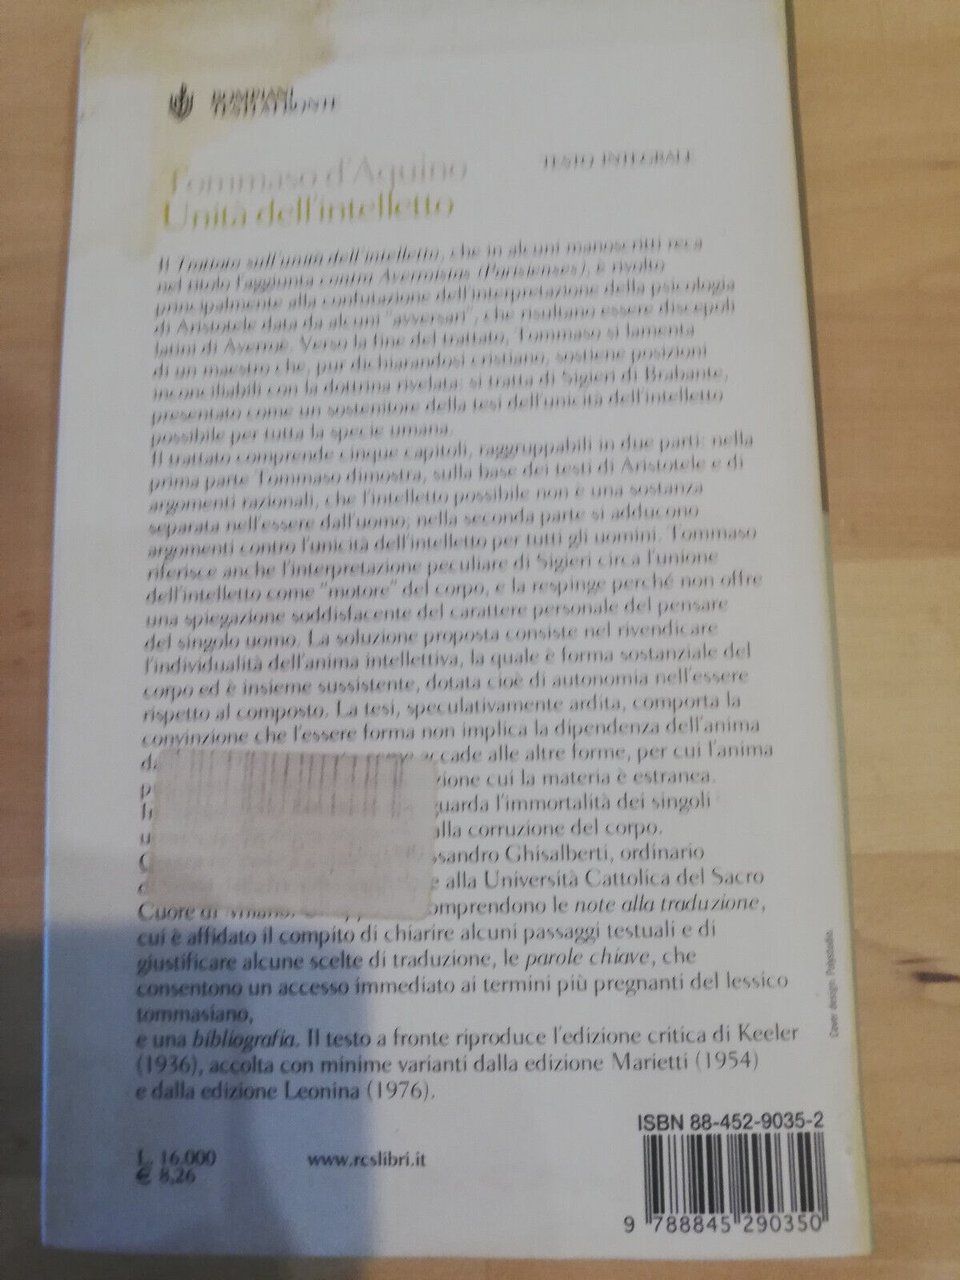 BOMPIANI
TESTI A FRONTE
TESTO INTEGRALE
Tommaso d'Aquino
Unità dell'intelletto
Il Trattato sull'unità dell'intelletto, che in alcuni manoscritti reca
nel titolo l'aggiunta contra Averroistas (Parisienses), è rivolto
principalmente alla confutazione dell'interpretazione della psicologia
di Aristotele data da alcuni "avversari", che risultano essere discepoli
latini di Averroè. Verso la fine del trattato, Tommaso si lamenta
di un maestro che, pur dichiarandosi cristiano, sostiene posizioni
inconciliabili con la dottrina rivelata: si tratta di Sigieri di Brabante,
presentato come un sostenitore della tesi dell'unicità dell'intelletto
possibile per tutta la specie umana.
Il trattato comprende cinque capitoli, raggruppabili in due parti: nella
prima parte Tommaso dimostra, sulla base dei testi di Aristotele e di
argomenti razionali, che l'intelletto possibile non è una sostanza
separata nell'essere dall'uomo; nella seconda parte si adducono
argomenti contro l'unicità dell'intelletto per tutti gli uomini. Tommaso
riferisce anche l'interpretazione peculiare di Sigieri circa l'unione
dell'intelletto come "motore" del corpo, e la respinge perché non offre
una spiegazione soddisfacente del carattere personale del pensare
del singolo uomo. La soluzione proposta consiste nel rivendicare
l'individualità dell'anima intellettiva, la quale è forma sostanziale del
corpo ed è insieme sussistente, dotata cioè di autonomia nell'essere
rispetto al composto. La tesi, speculativamente ardita, comporta la
convinzione che l'essere forma non implica la dipendenza dell'anima
accade alle altre forme, per cui l'anima
zione cui la materia è estranea.
guarda l'immortalità dei singoli
alla corruzione del corpo.
ssandro Ghisalberti, ordinario
e alla Università Cattolica del Sacro
Cuore di Milano. omprendono le note alla traduzione,
cui è affidato il compito di chiarire alcuni passaggi testuali e di
giustificare alcune scelte di traduzione, le parole chiave, che
consentono un accesso immediato ai termini più pregnanti del lessico
tommasiano,
e una bibliografia. Il testo a fronte riproduce l'edizione critica di Keeler
(1936), accolta con minime varianti dalla edizione Marietti (1954)
e dalla edizione Leonina (1976).
Cover design: Polystudio.
ISBN 88-452-9035-2
L. 16.000
€ 8,26
www.rcslibri.it
9 788845 290350